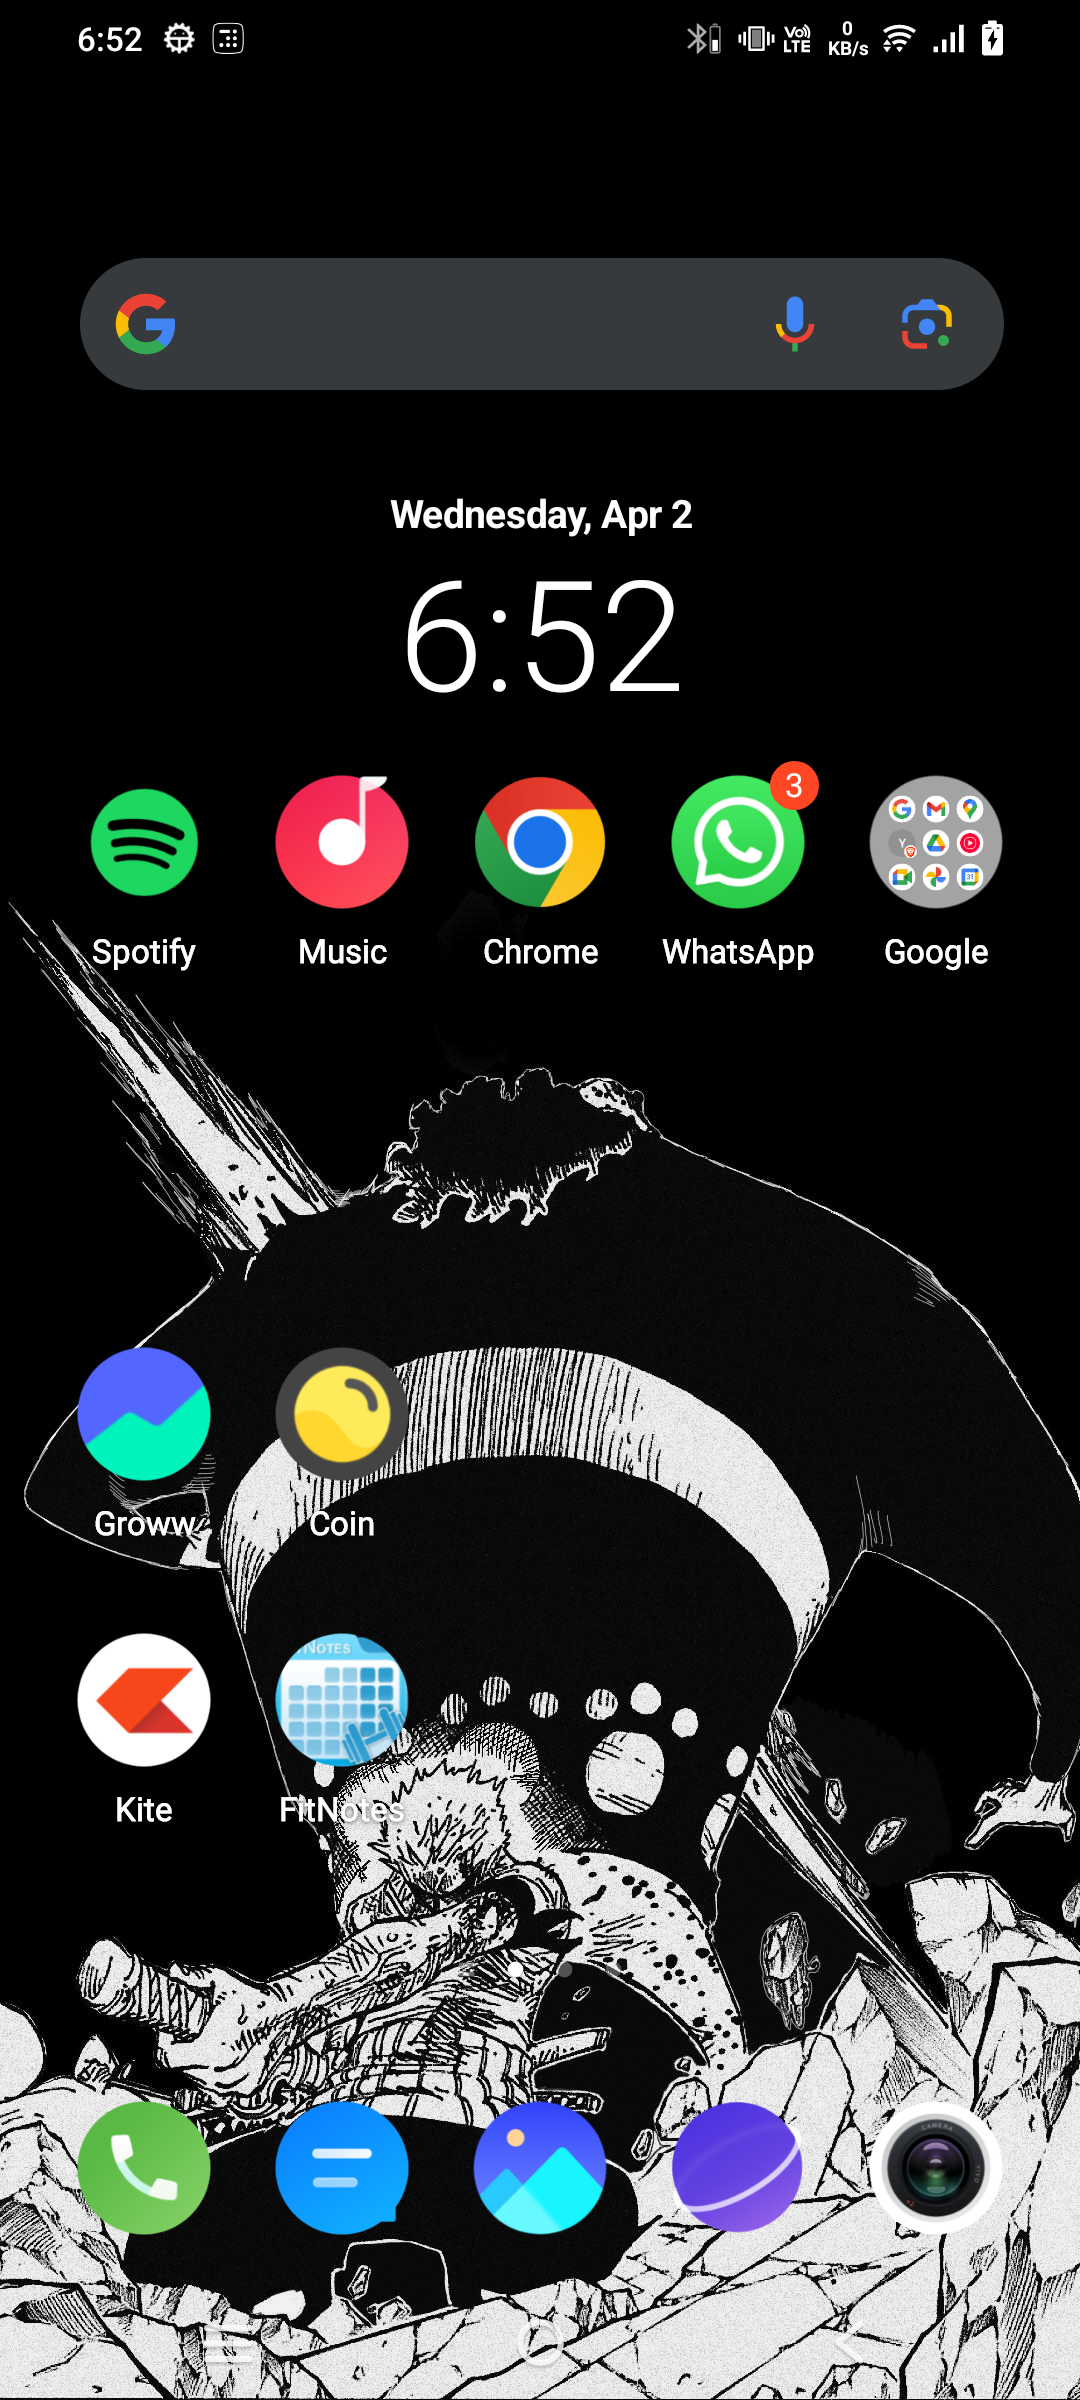 6:52
Vo)) LTE
0 KB/s
Wednesday, Apr 2
6:52
3
Spotify
Music
Chrome
WhatsApp
Google
Groww
Coin
NOTES
Kite
FitNotes
CAMERA